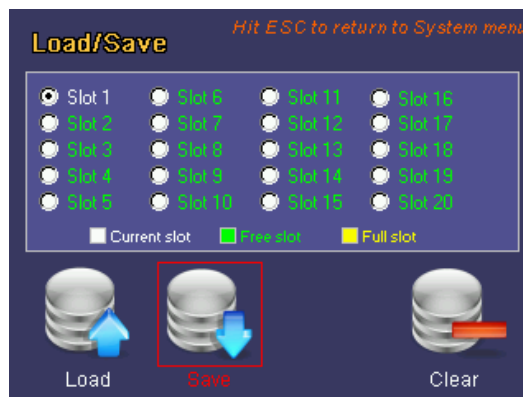 Hit ESC to return to System menu
Load/Save
Slot 1 Slot 6 Slot 11 Slot 16
Slot 2 Slot 7 Slot 12 Slot 17
Slot 3 Slot 8 Slot 13 Slot 18
Slot 4 Slot 9 Slot 14 Slot 19
Slot 5 Slot 10 Slot 15 Slot 20
Current slot Free slot Full slot
Load Save Clear